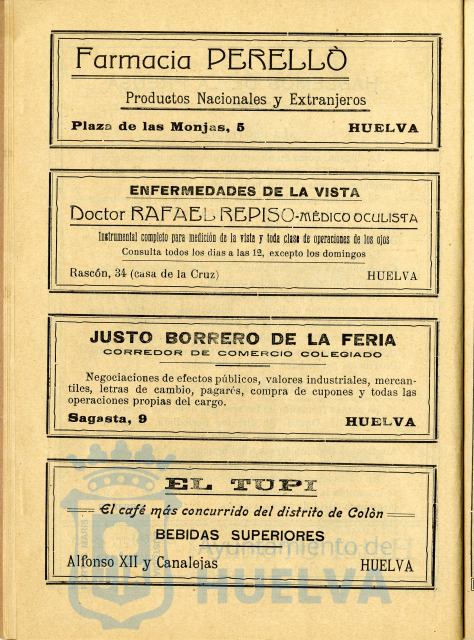 Farmacia PERELLÒ
Productos Nacionales y Extranjeros
Plaza de las Monjas, 5 HUELVA
ENFERMEDADES DE LA VISTA
Doctor RAFAEL REPISO-MÉDICO OCULISTA
Instrumental completo para medición de la vista y toda clase de operaciones de los ojos
Consulta todos los días a las 12, excepto los domingos
Rascón, 34 (casa de la Cruz) HUELVA
JUSTO BORRERO DE LA FERIA
CORREDOR DE COMERCIO COLEGIADO
Negociaciones de efectos públicos, valores industriales, mercan-
tiles, letras de cambio, pagarés, compra de cupones y todas las
operaciones propias del cargo.
Sagasta, 9 HUELVA
EL TUPI
El café más concurrido del distrito de Colòn
BEBIDAS SUPERIORES
Alfonso XII y Canalejas HUELVA
Ayuntamiento de
HUELVA